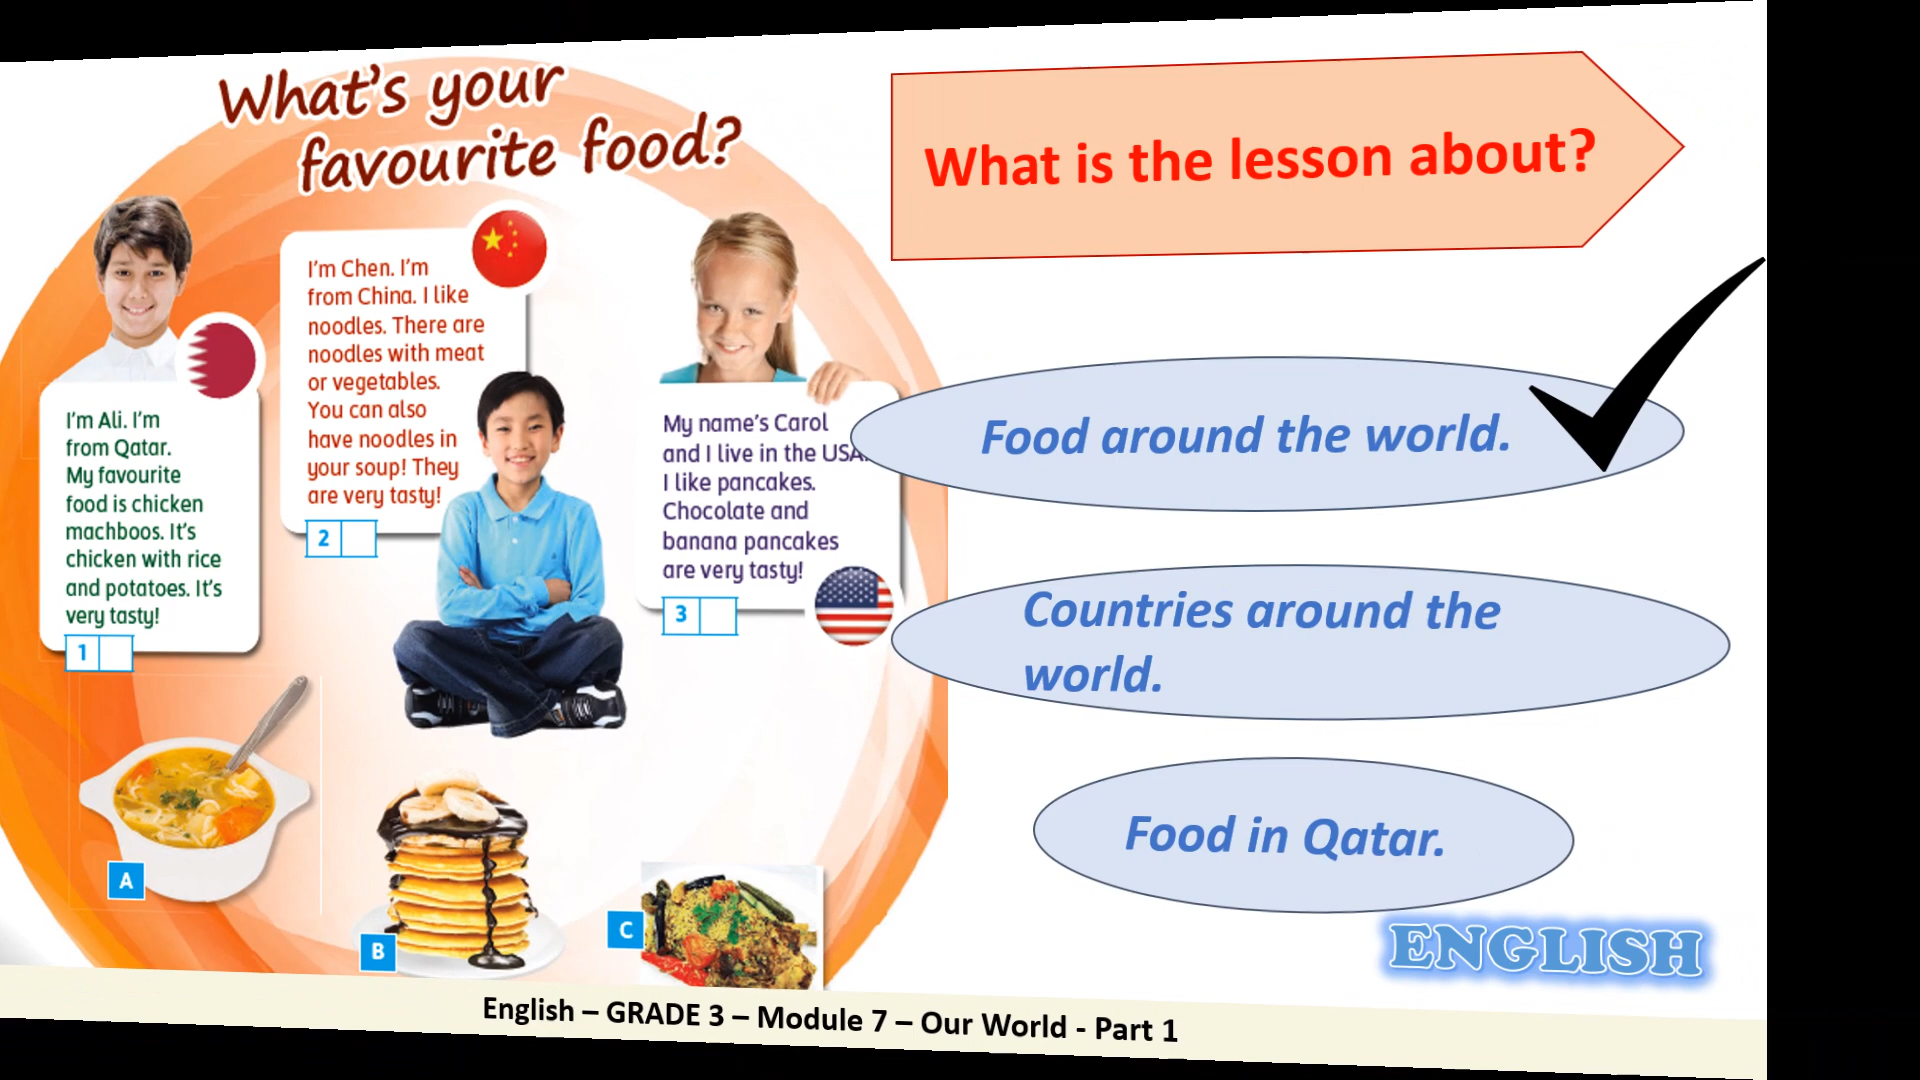 What's your
favourite food?
I'm Ali. I'm
from Qatar.
My favourite
food is chicken
machboos. It's
chicken with rice
and potatoes. It's
very tasty!
1
I'm Chen. I'm
from China. I like
noodles. There are
noodles with meat
or vegetables.
You can also
have noodles in
your soup! They
are very tasty!
2
My name's Carol
and I live in the USA.
I like pancakes.
Chocolate and
banana pancakes
are very tasty!
3
A
B
C
What is the lesson about?
Food around the world.
Countries around the
world.
Food in Qatar.
ENGLISH
English – GRADE 3 – Module 7 – Our World - Part 1